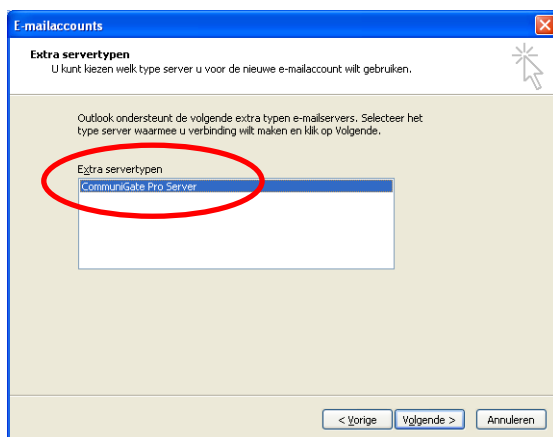 E-mailaccounts
Extra servertypen
U kunt kiezen welk type server u voor de nieuwe e-mailaccount wilt gebruiken.
Outlook ondersteunt de volgende extra typen e-mailservers. Selecteer het
type server waarmee u verbinding wilt maken en klik op Volgende.
Extra servertypen
CommuniGate Pro Server
< Vorige
Volgende >
Annuleren